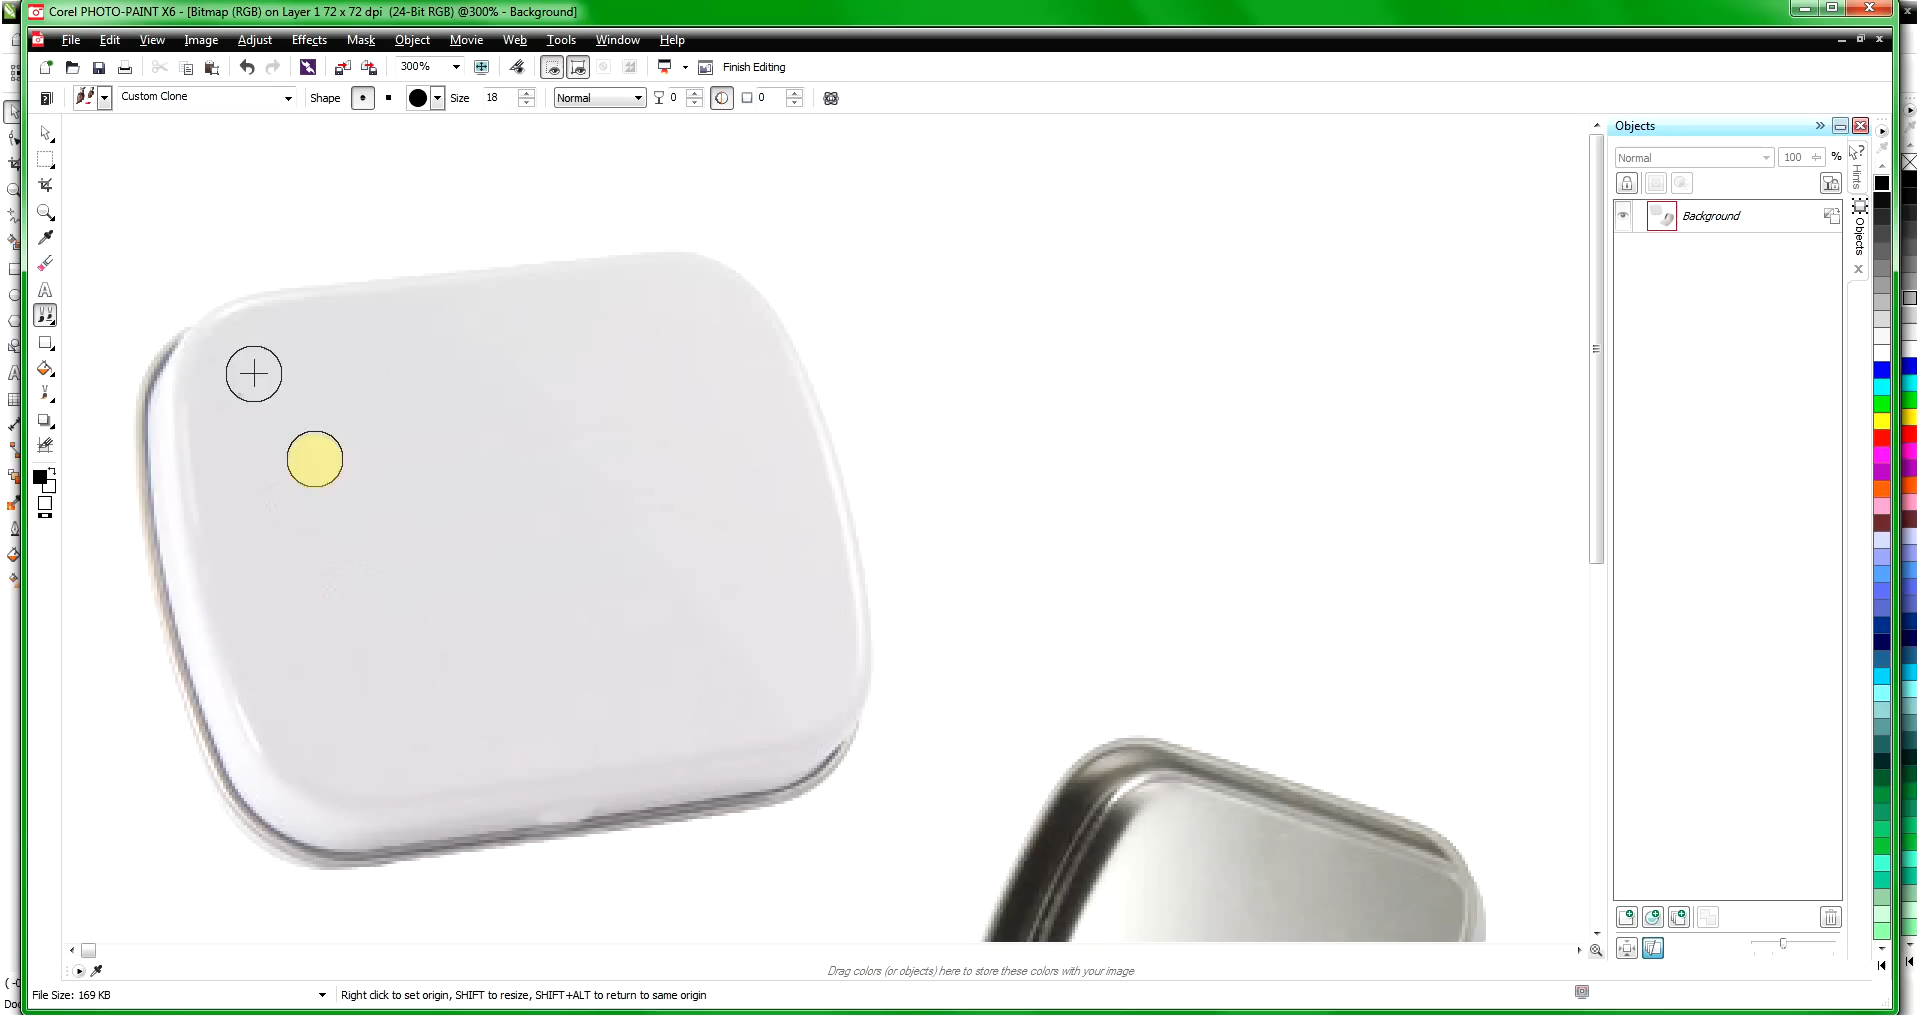 Corel PHOTO-PAINT X6 - [Bitmap (RGB) on Layer 1 72 x 72 dpi (24-Bit RGB) @300% - Background]
File Edit View Image Adjust Effects Mask Object Movie Web Tools Window Help
300% Finish Editing
Custom Clone Shape Size 18 Normal 0 0
Objects
Normal 100 %
Hints
Background
Objects
Drag colors (or objects) here to store these colors with your image
File Size: 169 KB Right click to set origin, SHIFT to resize, SHIFT+ALT to return to same origin